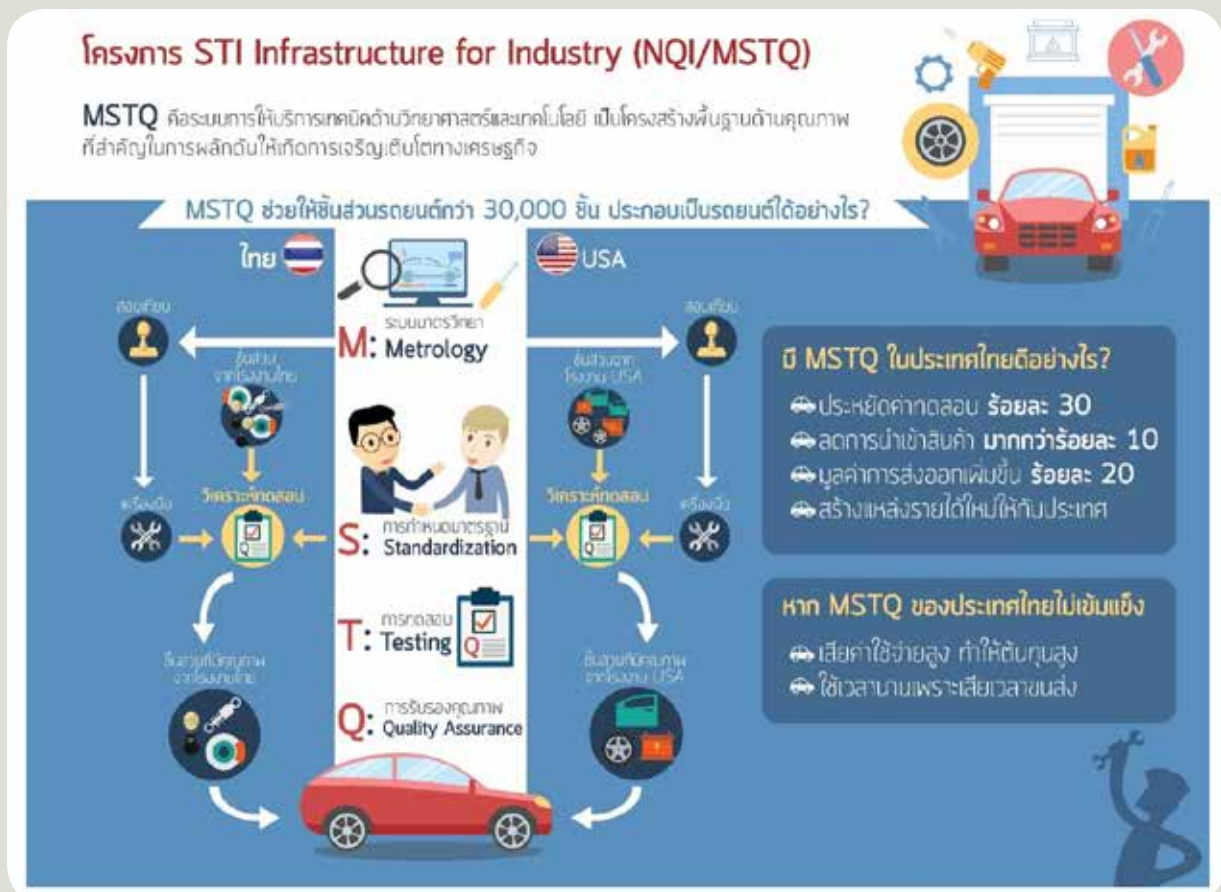 โครงการ STI Infrastructure for Industry (NQI/MSTQ)
MSTQ คือระบบการให้บริการเทคนิคด้านวิทยาศาสตร์และเทคโนโลยี เป็นโครงสร้างพื้นฐานด้านคุณภาพ
ที่สำคัญในการผลักดันให้เกิดการเจริญเติบโตทางเศรษฐกิจ
MSTQ ช่วยให้ชิ้นส่วนรถยนต์กว่า 30,000 ชิ้น ประกอบเป็นรถยนต์ได้อย่างไร?
ไทย
USA
สอบเทียบ
สอบเทียบ
ระบบมาตรวิทยา
M: Metrology
ชิ้นส่วน
จากโรงงานไทย
ชิ้นส่วนจาก
โรงงาน USA
เครื่องมือ
วิเคราะห์ทดสอบ
วิเคราะห์ทดสอบ
เครื่องมือ
Q
Q
การกำหนดมาตรฐาน
S: Standardization
การทดสอบ
T: Testing
Q
ชิ้นส่วนที่มีคุณภาพ
จากโรงงานไทย
ชิ้นส่วนที่มีคุณภาพ
จากโรงงาน USA
การรับรองคุณภาพ
Q: Quality Assurance
มี MSTQ ในประเทศไทยดีอย่างไร?
ประหยัดค่าทดสอบ ร้อยละ 30
ลดการนำเข้าสินค้า มากกว่าร้อยละ 10
มูลค่าการส่งออกเพิ่มขึ้น ร้อยละ 20
สร้างแหล่งรายได้ใหม่ให้กับประเทศ
หาก MSTQ ของประเทศไทยไม่เข้มแข็ง
เสียค่าใช้จ่ายสูง ทำให้ต้นทุนสูง
ใช้เวลานานเพราะเสียเวลาขนส่ง